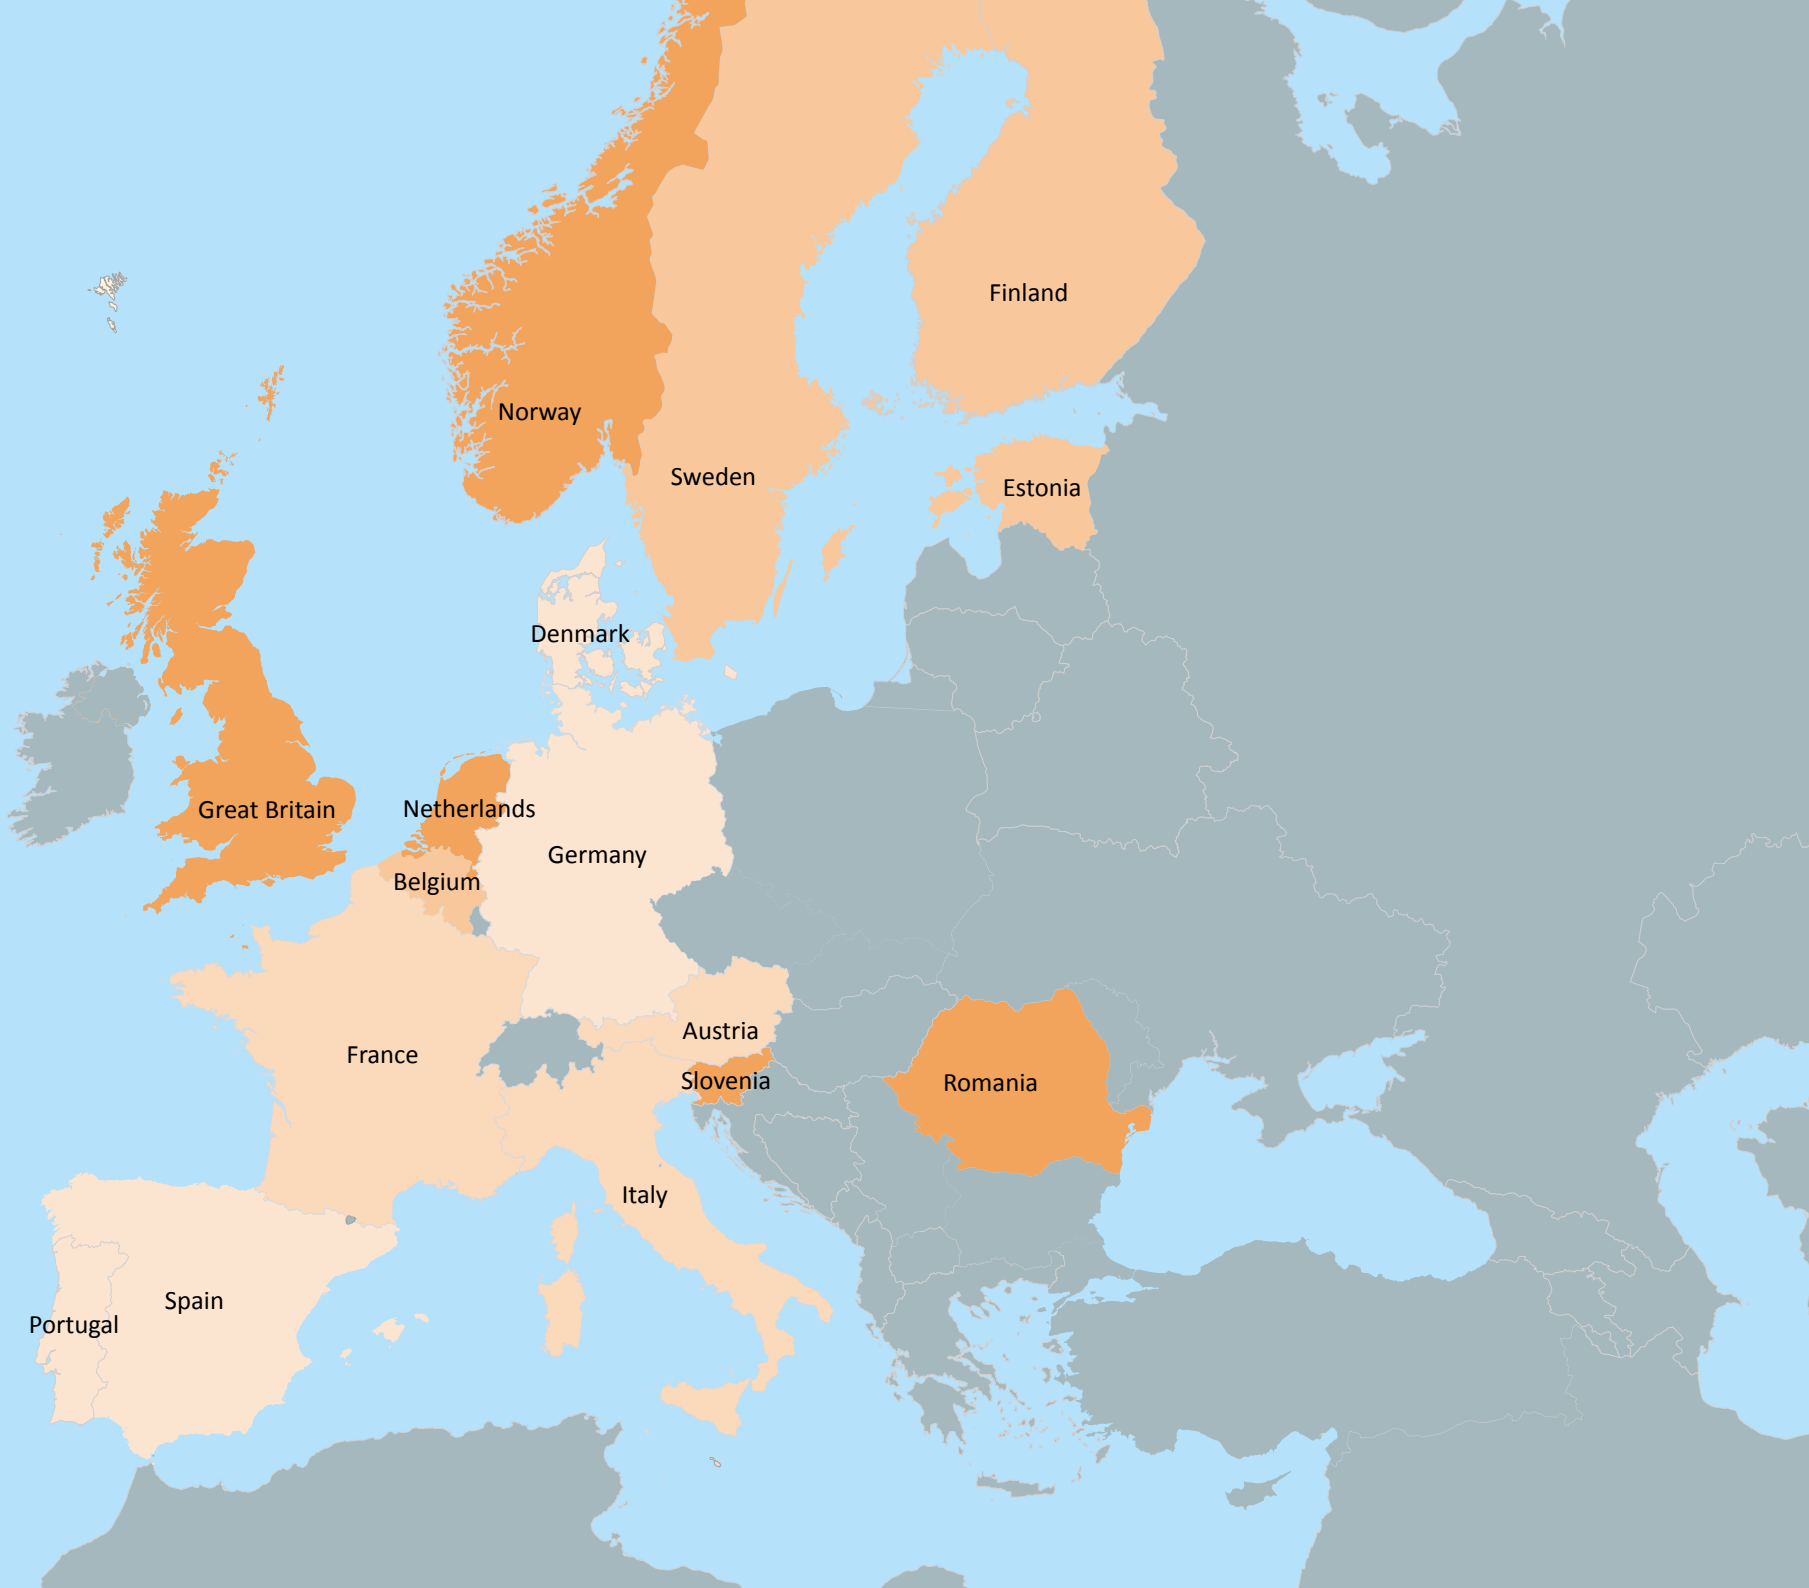 Finland
Norway
Sweden
Estonia
Denmark
Great Britain
Netherlands
Germany
Belgium
Austria
France
Slovenia
Romania
Italy
Spain
Portugal